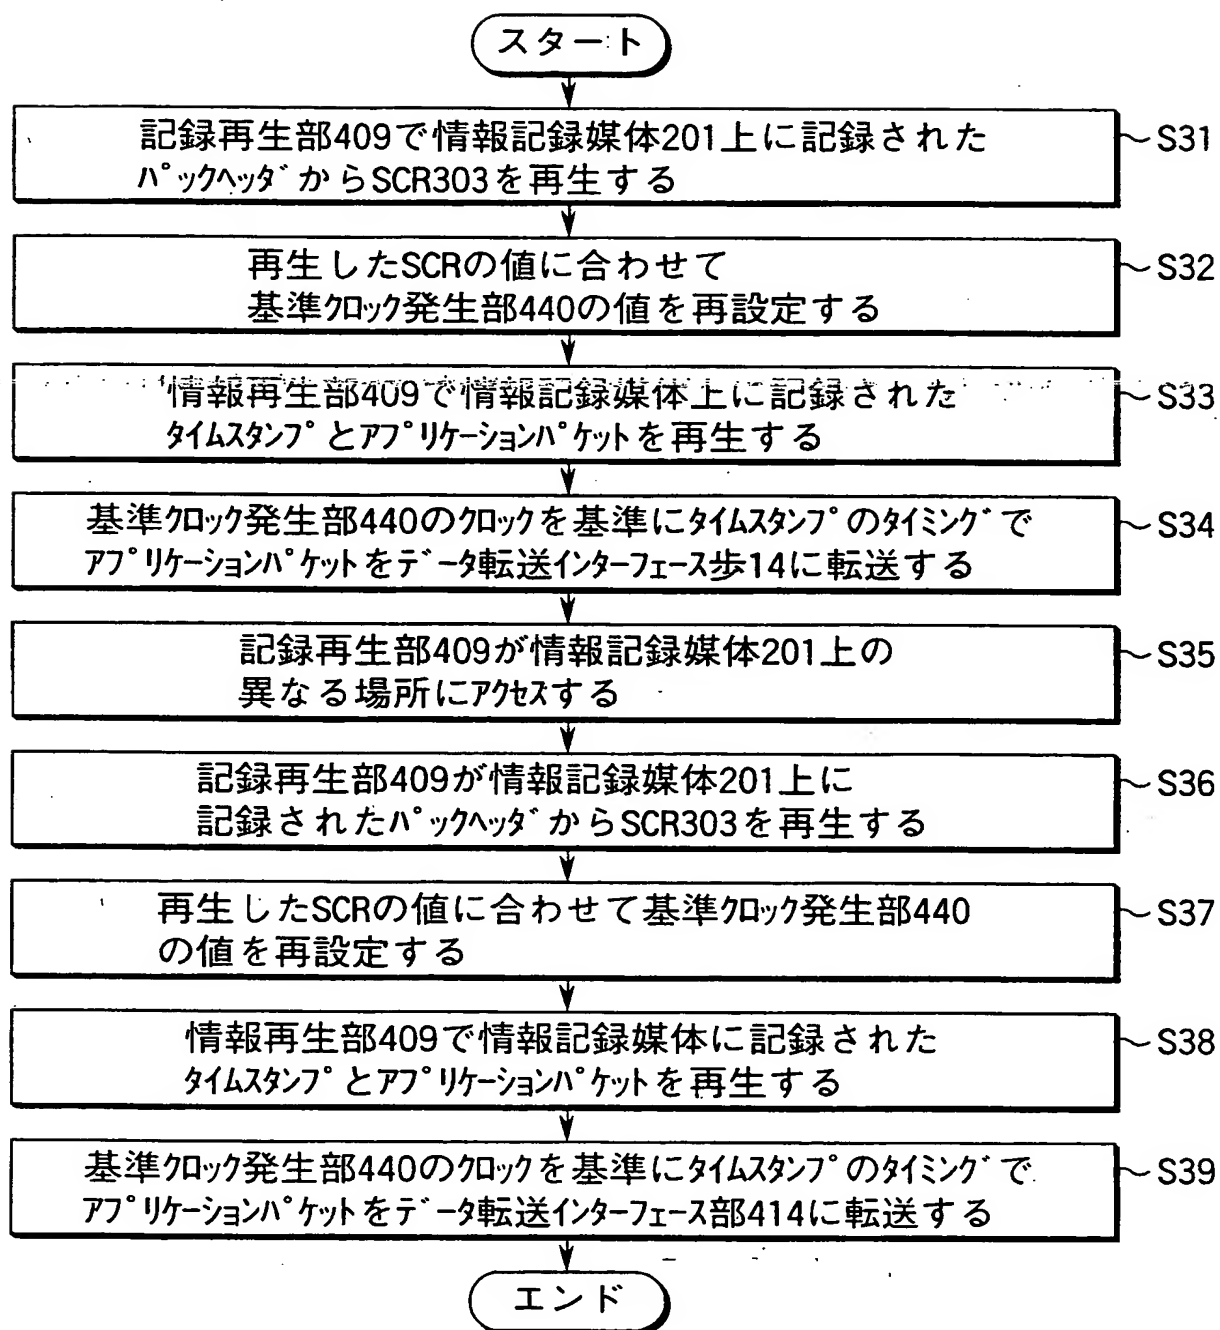 スタート
記録再生部409で情報記録媒体201上に記録された
ﾊﾟｯｸﾍｯﾀﾞからSCR303を再生する
～S31
再生したSCRの値に合わせて
基準ｸﾛｯｸ発生部440の値を再設定する
～S32
情報再生部409で情報記録媒体上に記録された
ﾀｲﾑｽﾀﾝﾌﾟとｱﾌﾟﾘｹｰｼｮﾝﾊﾟｹｯﾄを再生する
～S33
基準ｸﾛｯｸ発生部440のｸﾛｯｸを基準にﾀｲﾑｽﾀﾝﾌﾟのﾀｲﾐﾝｸﾞで
ｱﾌﾟﾘｹｰｼｮﾝﾊﾟｹｯﾄをﾃﾞｰﾀ転送ｲﾝﾀｰﾌｪｰｽ歩14に転送する
～S34
記録再生部409が情報記録媒体201上の
異なる場所にｱｸｾｽする
～S35
記録再生部409が情報記録媒体201上に
記録されたﾊﾟｯｸﾍｯﾀﾞからSCR303を再生する
～S36
再生したSCRの値に合わせて基準ｸﾛｯｸ発生部440
の値を再設定する
～S37
情報再生部409で情報記録媒体に記録された
ﾀｲﾑｽﾀﾝﾌﾟとｱﾌﾟﾘｹｰｼｮﾝﾊﾟｹｯﾄを再生する
～S38
基準ｸﾛｯｸ発生部440のｸﾛｯｸを基準にﾀｲﾑｽﾀﾝﾌﾟのﾀｲﾐﾝｸﾞで
ｱﾌﾟﾘｹｰｼｮﾝﾊﾟｹｯﾄをﾃﾞｰﾀ転送ｲﾝﾀｰﾌｪｰｽ部414に転送する
～S39
エンド